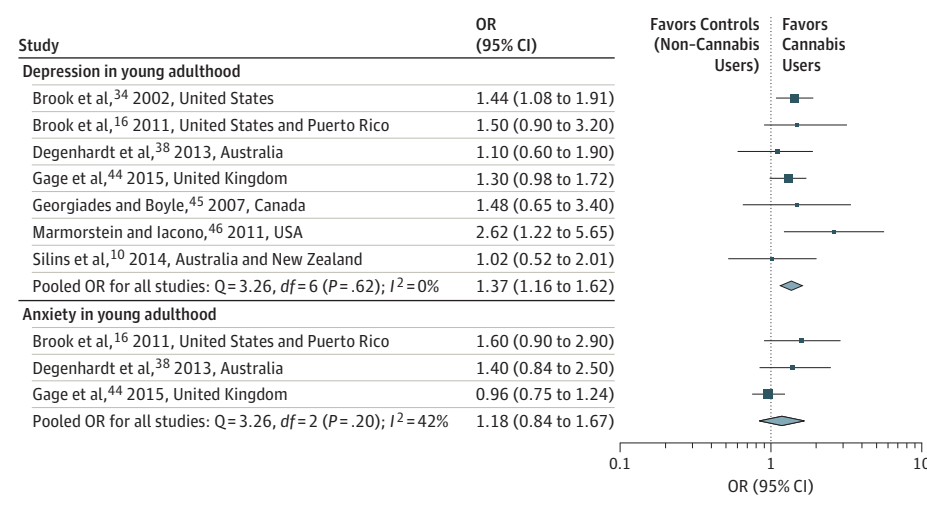 Study
OR
(95% CI)
Favors Controls
(Non-Cannabis
Users)
Favors
Cannabis
Users
Depression in young adulthood
Brook et al,34 2002, United States 1.44 (1.08 to 1.91)
Brook et al,16 2011, United States and Puerto Rico 1.50 (0.90 to 3.20)
Degenhardt et al,38 2013, Australia 1.10 (0.60 to 1.90)
Gage et al,44 2015, United Kingdom 1.30 (0.98 to 1.72)
Georgiades and Boyle,45 2007, Canada 1.48 (0.65 to 3.40)
Marmorstein and Iacono,46 2011, USA 2.62 (1.22 to 5.65)
Silins et al,10 2014, Australia and New Zealand 1.02 (0.52 to 2.01)
Pooled OR for all studies: Q=3.26, df=6 (P=.62); I2=0% 1.37 (1.16 to 1.62)
Anxiety in young adulthood
Brook et al,16 2011, United States and Puerto Rico 1.60 (0.90 to 2.90)
Degenhardt et al,38 2013, Australia 1.40 (0.84 to 2.50)
Gage et al,44 2015, United Kingdom 0.96 (0.75 to 1.24)
Pooled OR for all studies: Q=3.26, df=2 (P=.20); I2=42% 1.18 (0.84 to 1.67)
0.1 1 10
OR (95% CI)